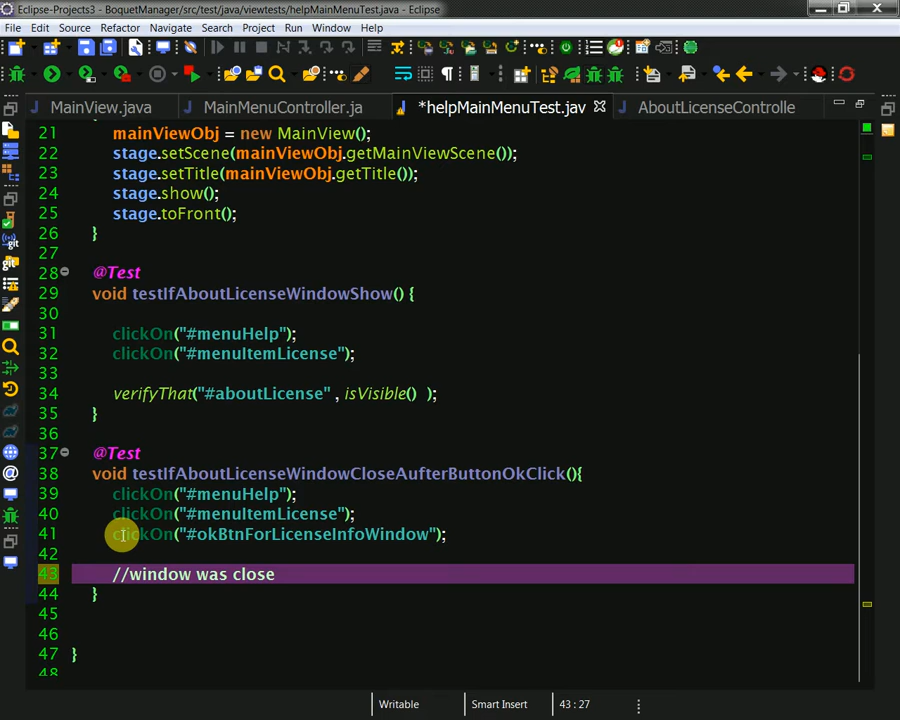 Eclipse-Projects3 - BoquetManager/src/test/java/viewtests/helpMainMenuTest.java - Eclipse
File Edit Source Refactor Navigate Search Project Run Window Help
MainView.java MainMenuController.ja *helpMainMenuTest.jav AboutLicenseControlle
21 mainViewObj = new MainView();
22 stage.setScene(mainViewObj.getMainViewScene());
23 stage.setTitle(mainViewObj.getTitle());
24 stage.show();
25 stage.toFront();
26 }
27
28 @Test
29 void testIfAboutLicenseWindowShow() {
30
31 clickOn("#menuHelp");
32 clickOn("#menuItemLicense");
33
34 verifyThat("#aboutLicense" , isVisible() );
35 }
36
37 @Test
38 void testIfAboutLicenseWindowCloseAufterButtonOkClick(){
39 clickOn("#menuHelp");
40 clickOn("#menuItemLicense");
41 clickOn("#okBtnForLicenseInfoWindow");
42
43 //window was close
44 }
45
46
47 }
48
Writable Smart Insert 43 : 27